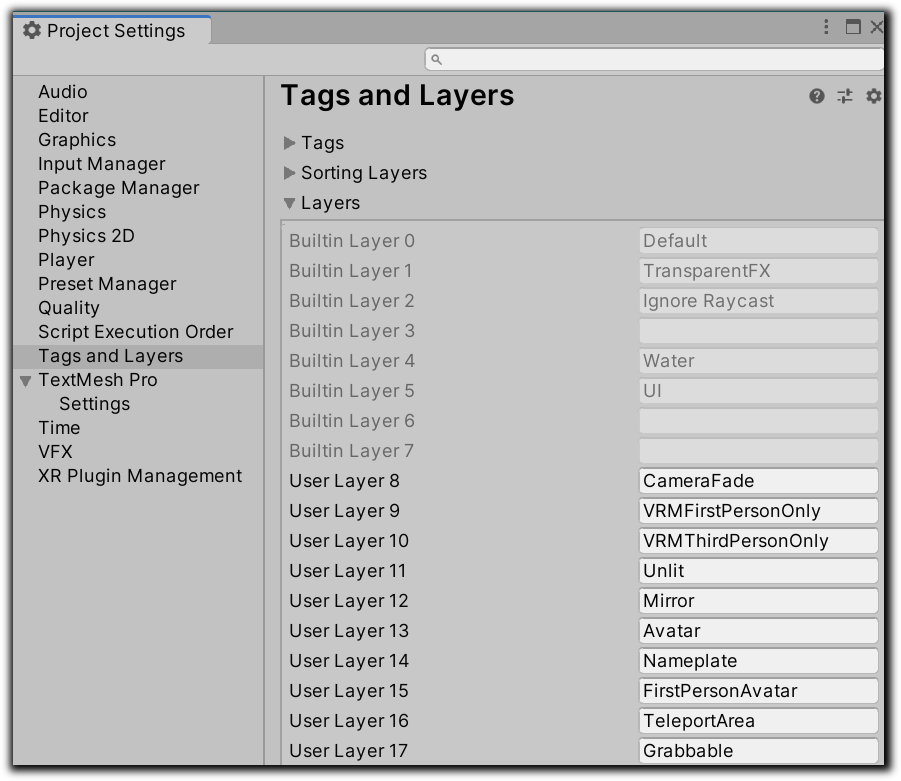 Project Settings
Audio
Editor
Graphics
Input Manager
Package Manager
Physics
Physics 2D
Player
Preset Manager
Quality
Script Execution Order
Tags and Layers
TextMesh Pro
Settings
Time
VFX
XR Plugin Management
Tags and Layers
Tags
Sorting Layers
Layers
Builtin Layer 0 Default
Builtin Layer 1 TransparentFX
Builtin Layer 2 Ignore Raycast
Builtin Layer 3
Builtin Layer 4 Water
Builtin Layer 5 UI
Builtin Layer 6
Builtin Layer 7
User Layer 8 CameraFade
User Layer 9 VRMFirstPersonOnly
User Layer 10 VRMThirdPersonOnly
User Layer 11 Unlit
User Layer 12 Mirror
User Layer 13 Avatar
User Layer 14 Nameplate
User Layer 15 FirstPersonAvatar
User Layer 16 TeleportArea
User Layer 17 Grabbable